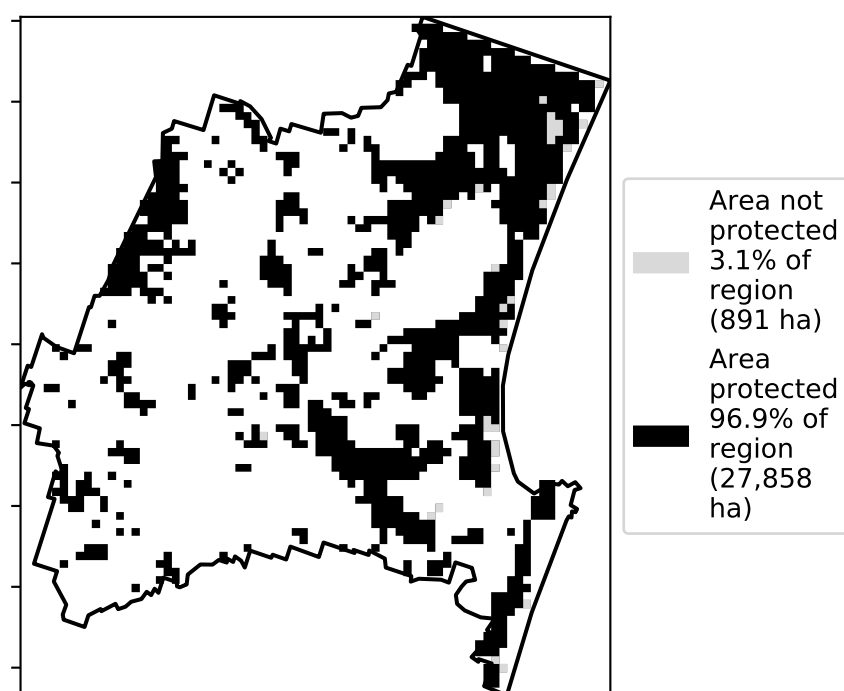 Area not
protected
3.1% of
region
(891 ha)
Area
protected
96.9% of
region
(27,858
ha)